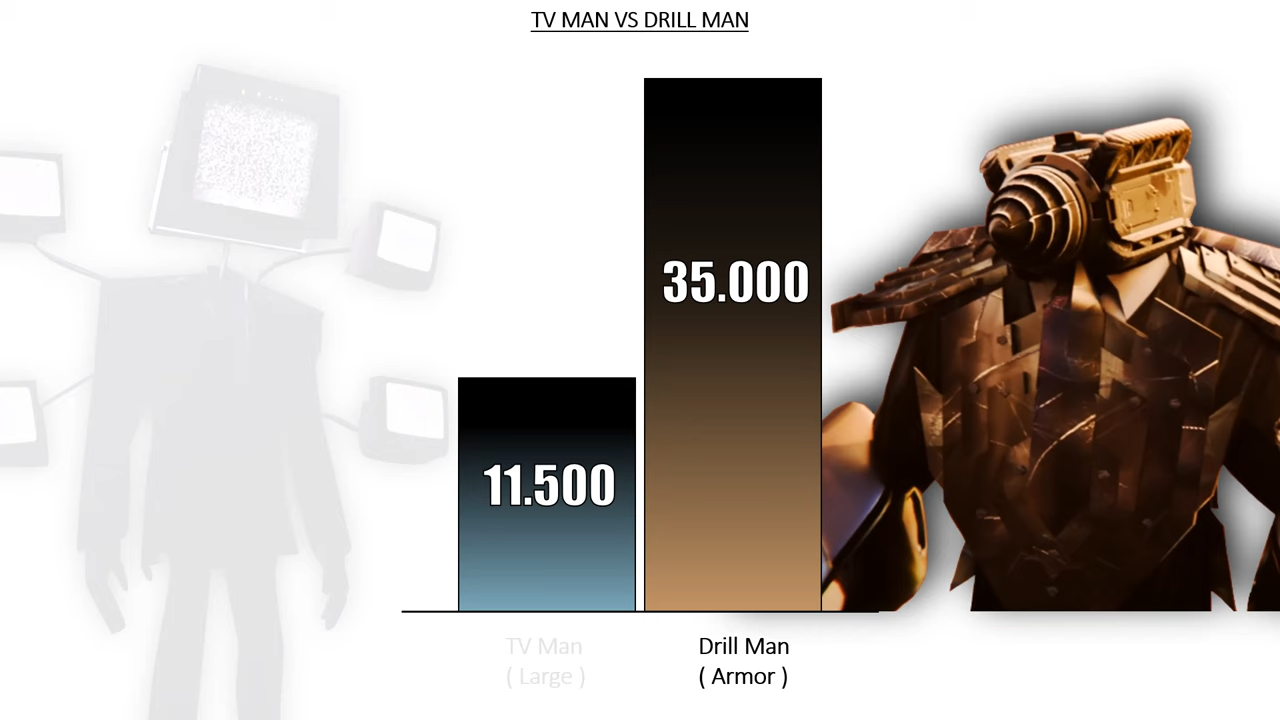 TV MAN VS DRILL MAN
35.000
11.500
TV Man
( Large )
Drill Man
( Armor )